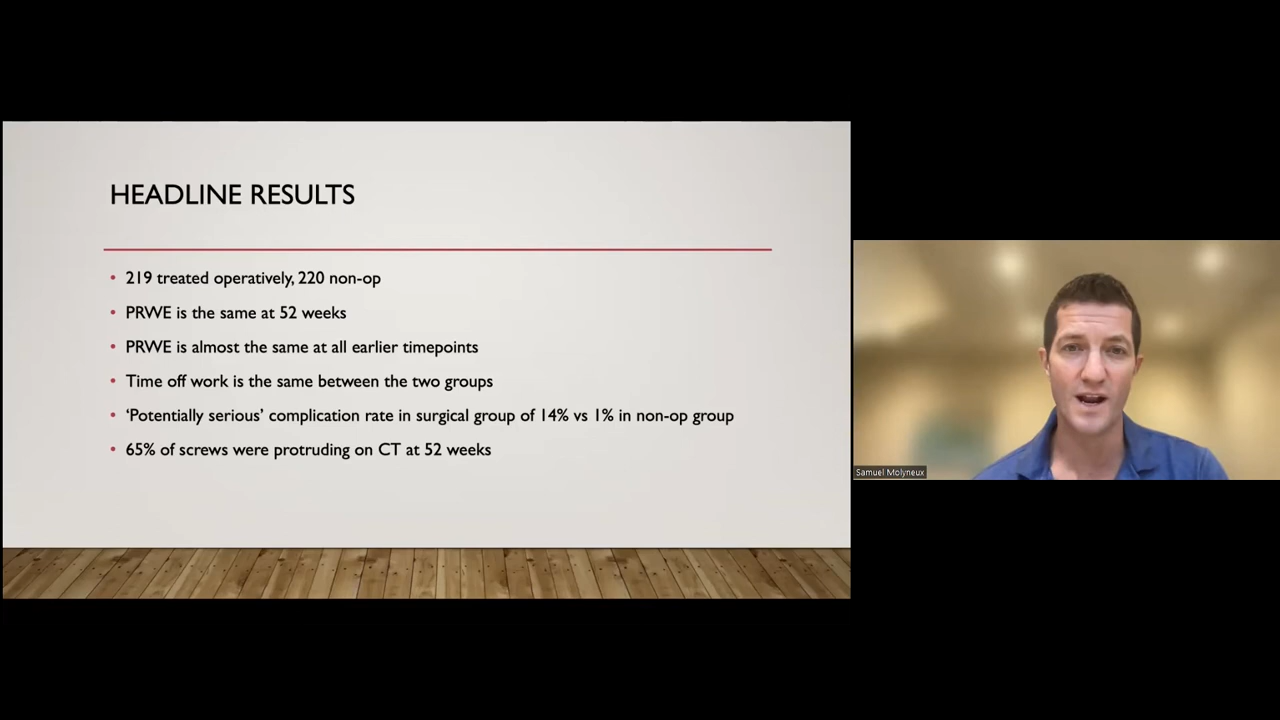 HEADLINE RESULTS
• 219 treated operatively, 220 non-op
• PRWE is the same at 52 weeks
• PRWE is almost the same at all earlier timepoints
• Time off work is the same between the two groups
• ‘Potentially serious’ complication rate in surgical group of 14% vs 1% in non-op group
• 65% of screws were protruding on CT at 52 weeks
Samuel Molyneux